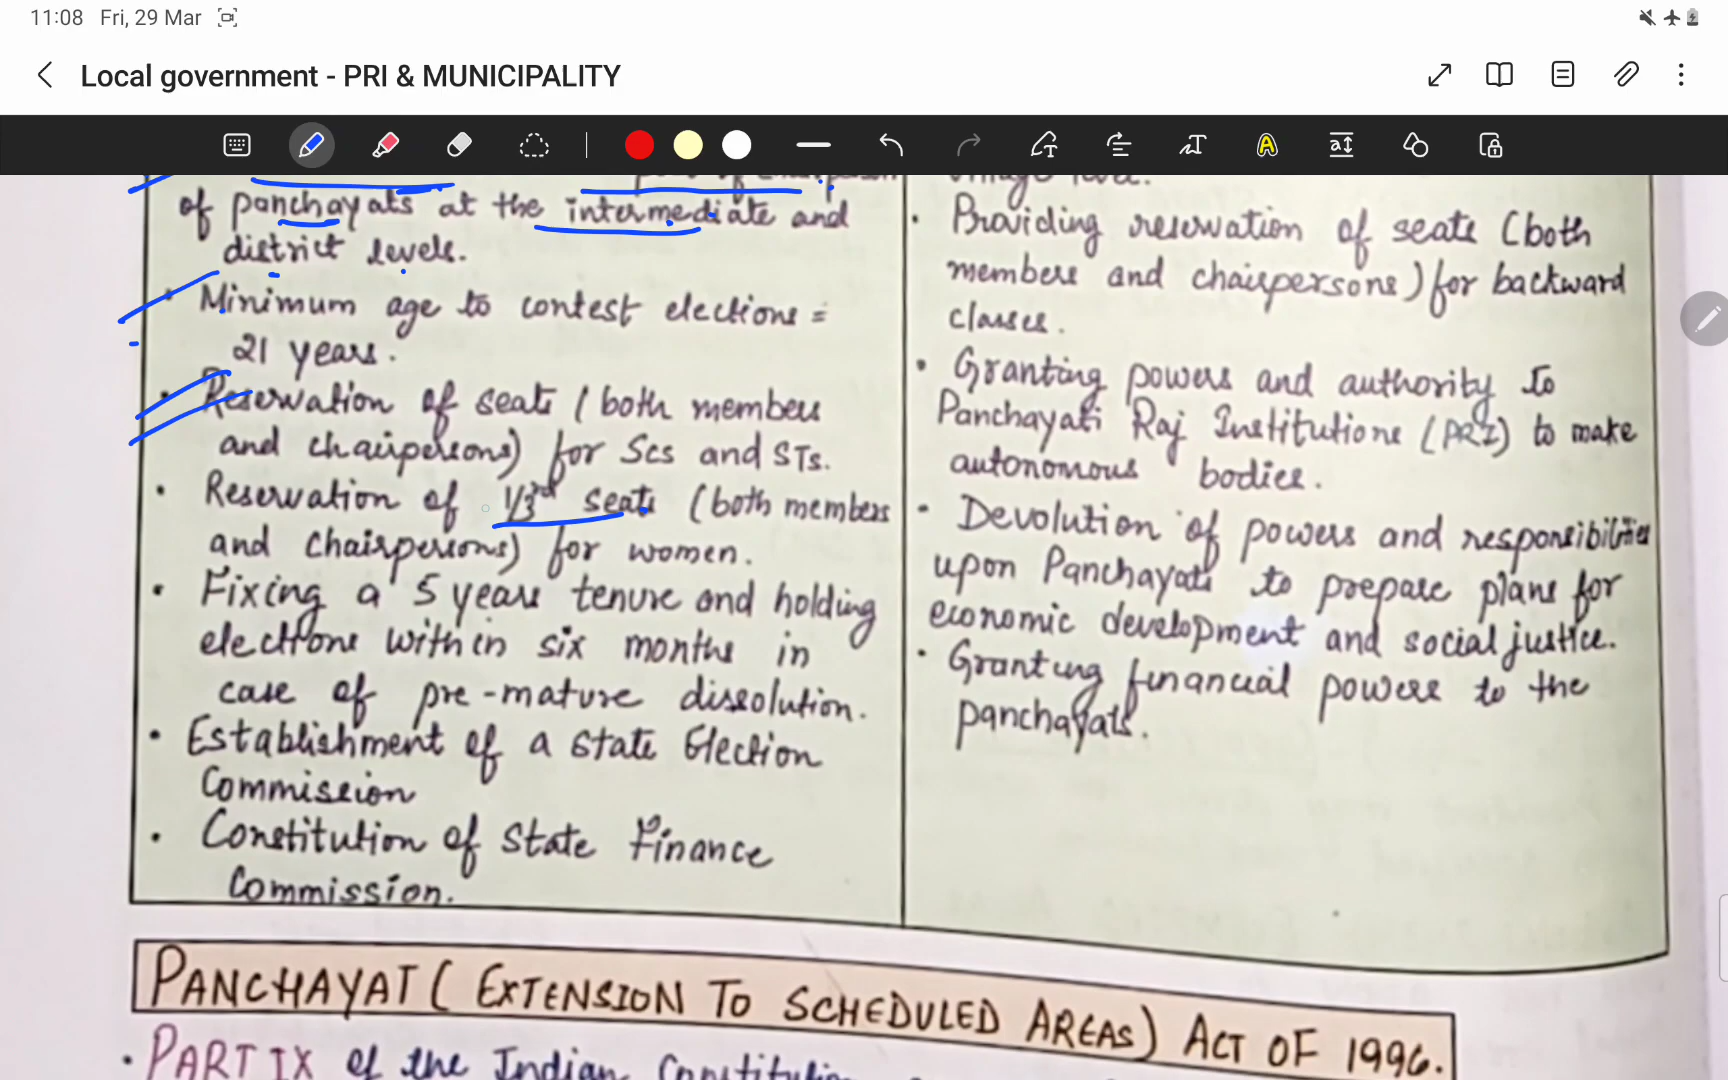 11:08 Fri, 29 Mar
Local government - PRI & MUNICIPALITY
of panchayats at the intermediate and
district levels.
• Minimum age to contest elections =
21 years.
• Reservation of seats (both members
and chairpersons) for Scs and STs.
• Reservation of 1/3rd seats (both members
and chairpersons) for women.
• Fixing a 5 years tenure and holding
elections within six months in
case of pre-mature dissolution.
• Establishment of a state Election
Commission
• Constitution of State Finance
Commission.
village level.
• Providing reservation of seats (both
members and chairpersons) for backward
classes.
• Granting powers and authority to
Panchayati Raj Institutions (PRI) to make
autonomous bodies.
• Devolution of powers and responsibilities
upon Panchayats to prepare plans for
economic development and social justice.
• Granting financial powers to the
panchayats.
PANCHAYAT (EXTENSION TO SCHEDULED AREAS) ACT OF 1996.
• PART IX of the Indian Constitution